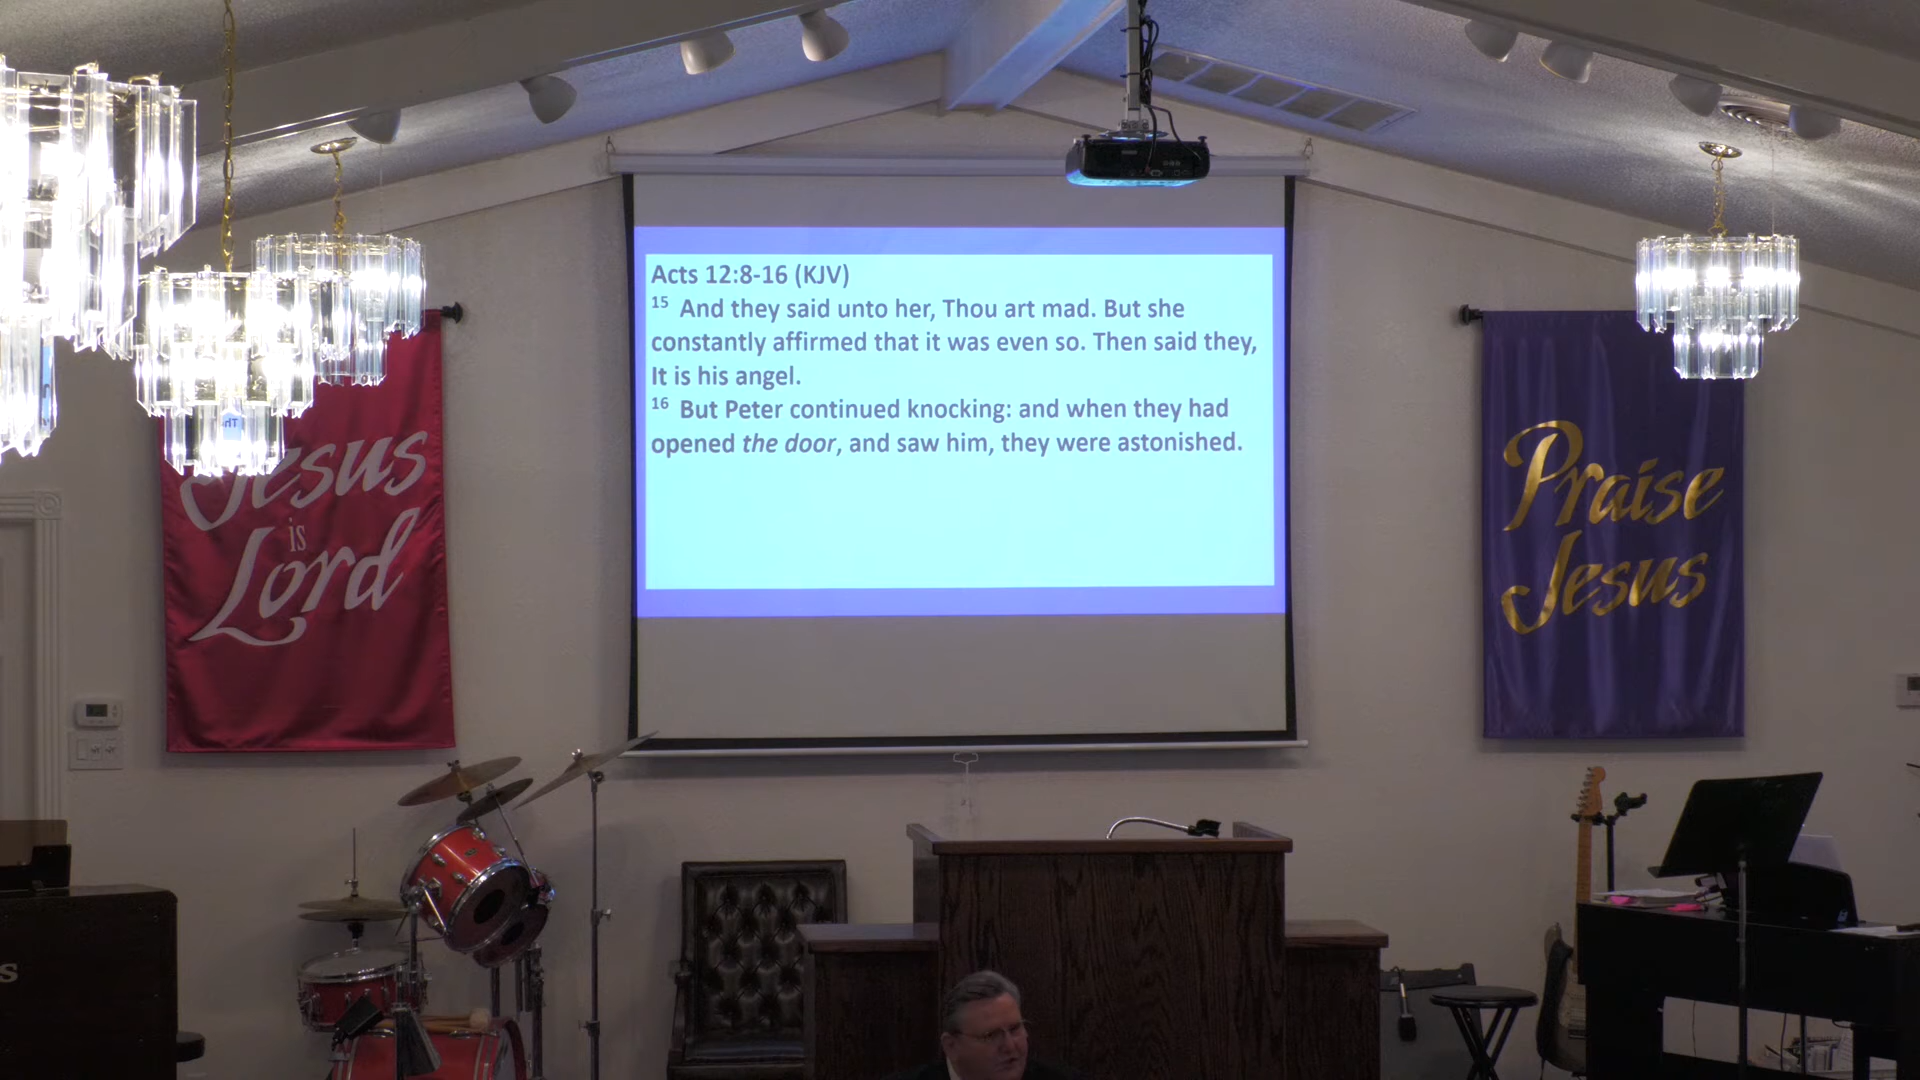 Acts 12:8-16 (KJV)
15 And they said unto her, Thou art mad. But she
constantly affirmed that it was even so. Then said they,
It is his angel.
16 But Peter continued knocking: and when they had
opened the door, and saw him, they were astonished.
Jesus
is
Lord
Praise
Jesus